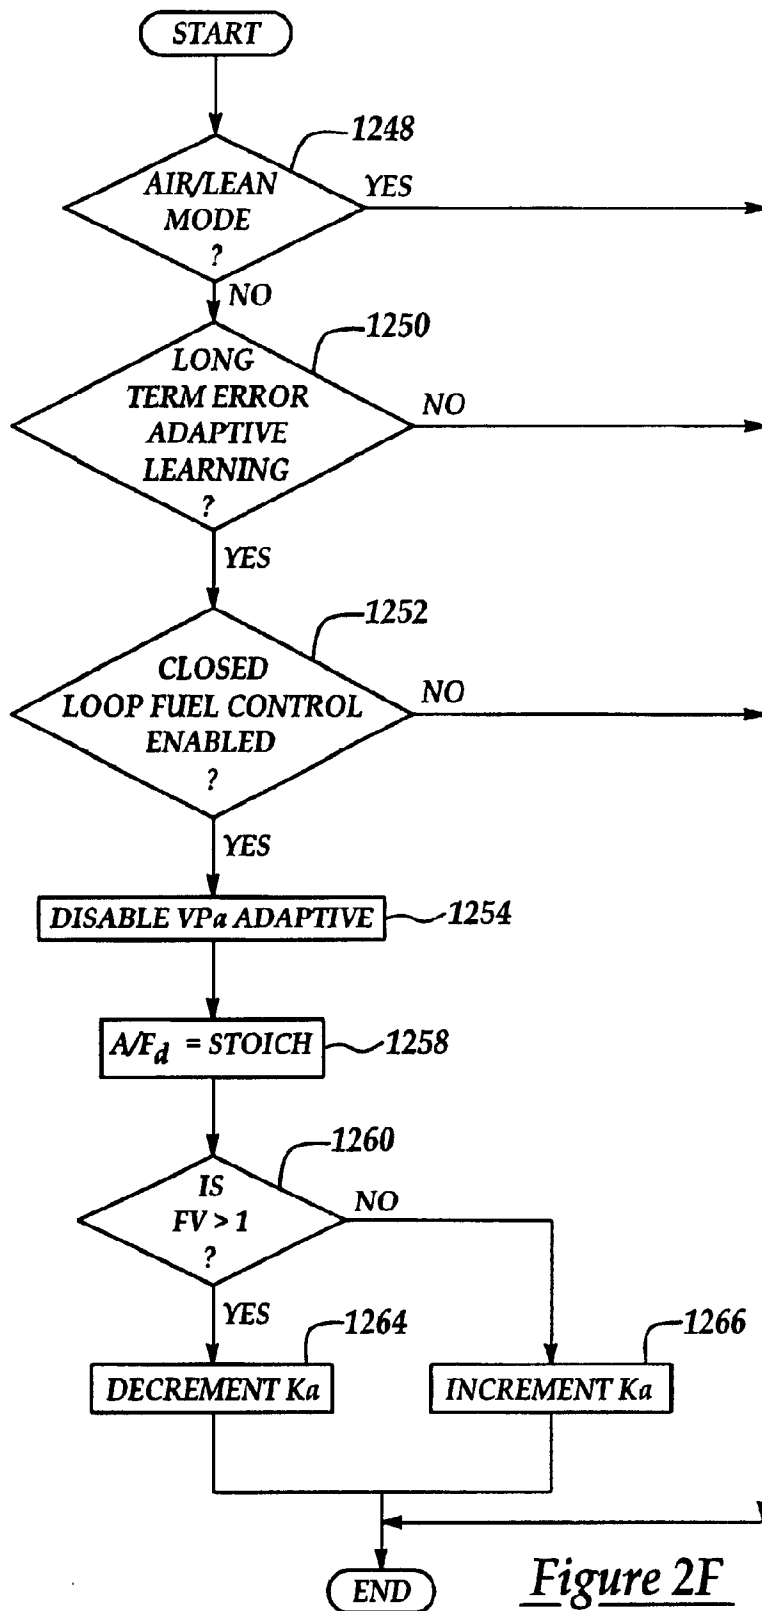 START
1248
AIR/LEAN
MODE
?
YES
NO
1250
LONG
TERM ERROR
ADAPTIVE
LEARNING
?
NO
YES
1252
CLOSED
LOOP FUEL CONTROL
ENABLED
?
NO
YES
DISABLE VPa ADAPTIVE
1254
A/Fd = STOICH
1258
1260
IS
FV > 1
?
NO
YES
1264
1266
DECREMENT Ka
INCREMENT Ka
END
Figure 2F